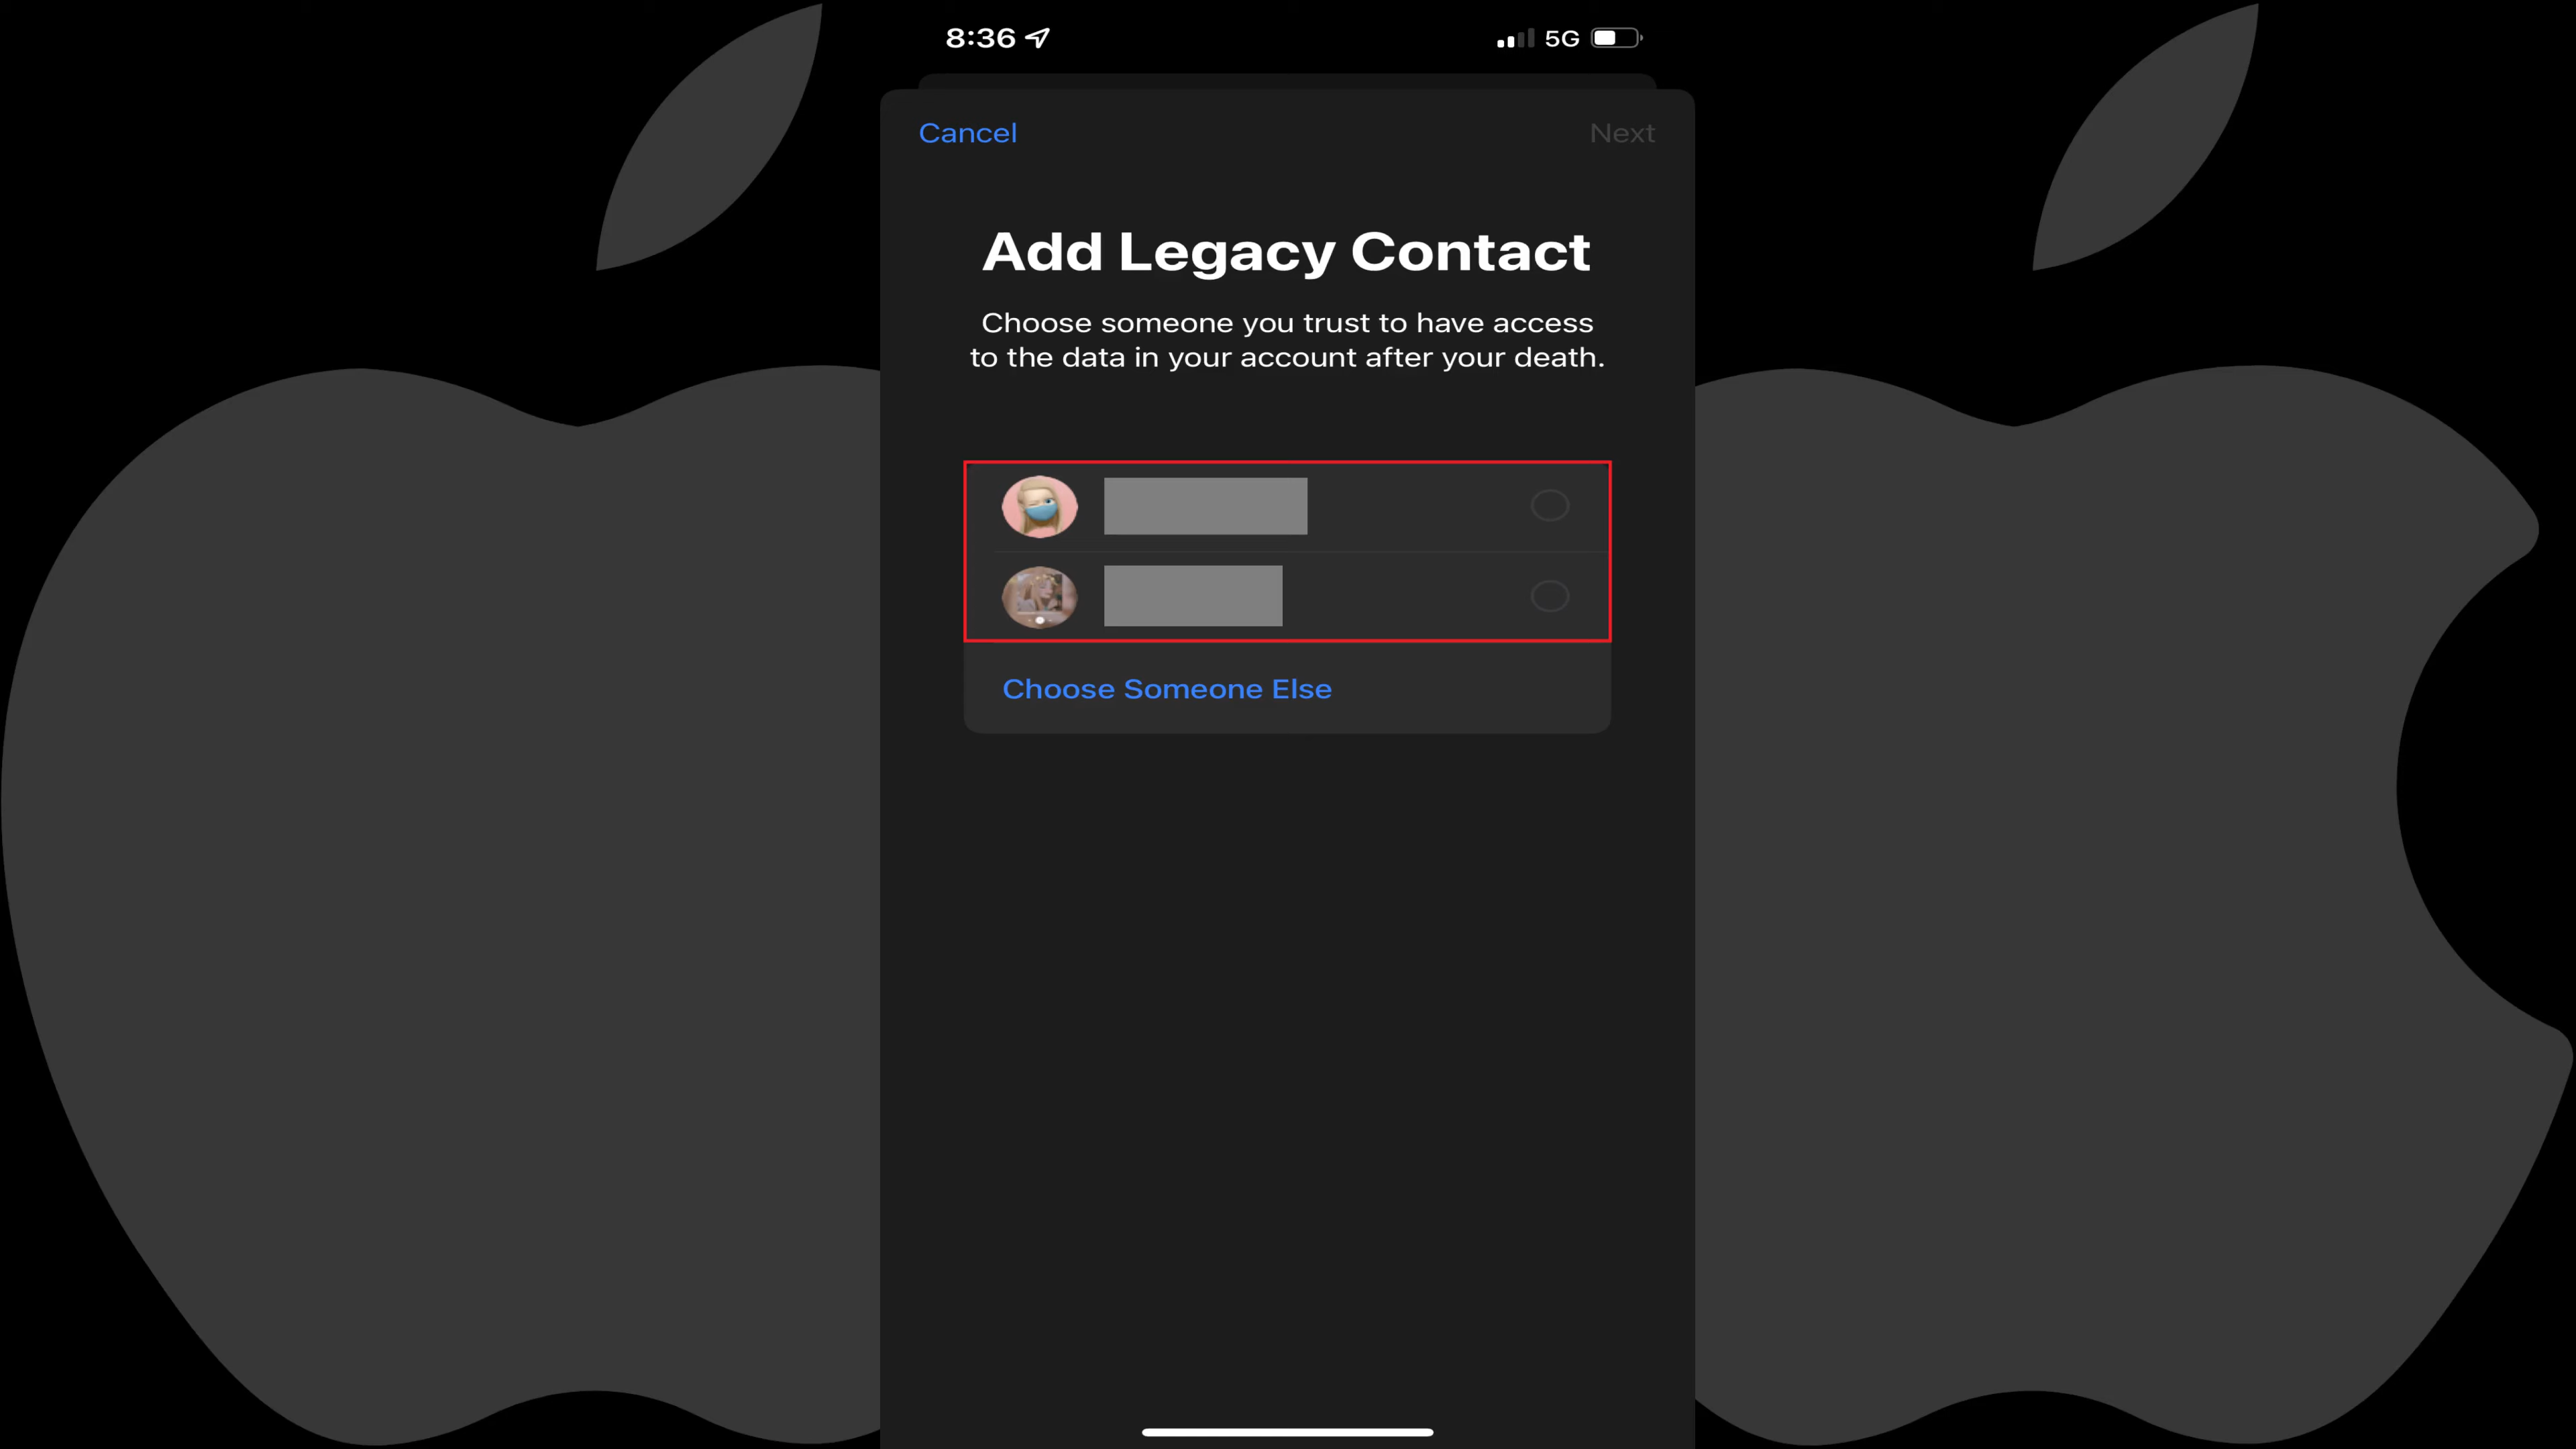 8:36
5G
Cancel
Next
Add Legacy Contact
Choose someone you trust to have access
to the data in your account after your death.
Choose Someone Else